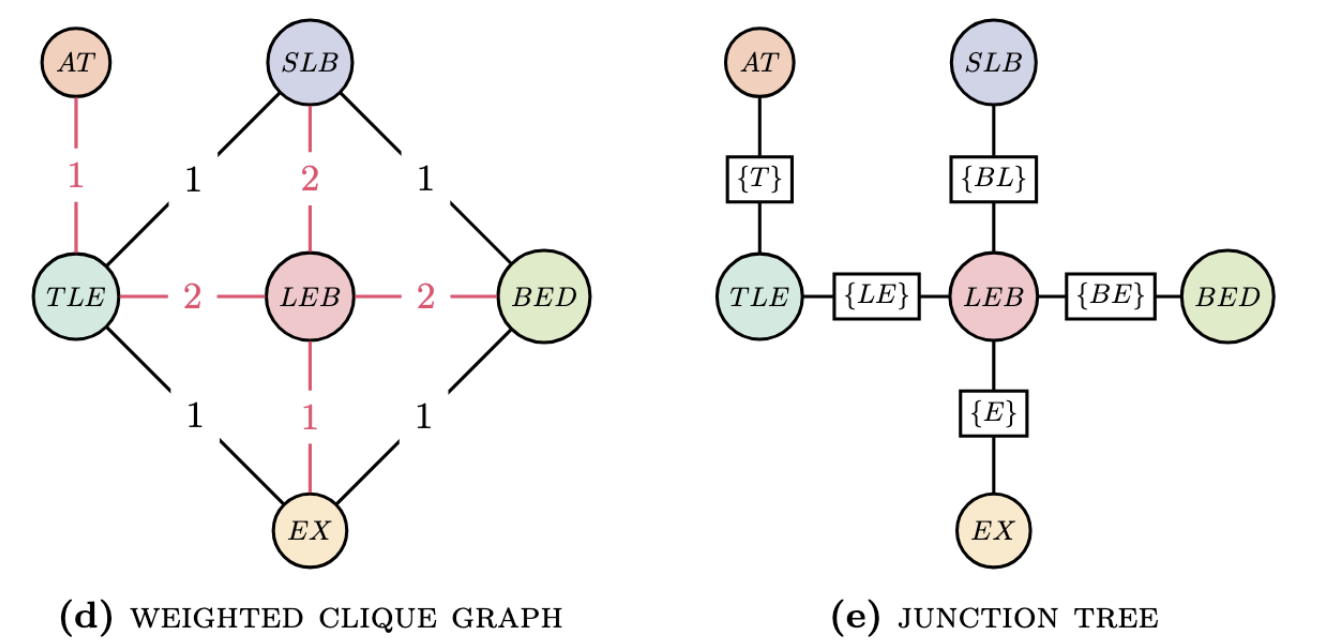 AT
SLB
1
1
2
1
TLE
2
LEB
2
BED
1
1
1
EX
(d) WEIGHTED CLIQUE GRAPH
AT
SLB
{T}
{BL}
TLE
{LE}
LEB
{BE}
BED
{E}
EX
(e) JUNCTION TREE